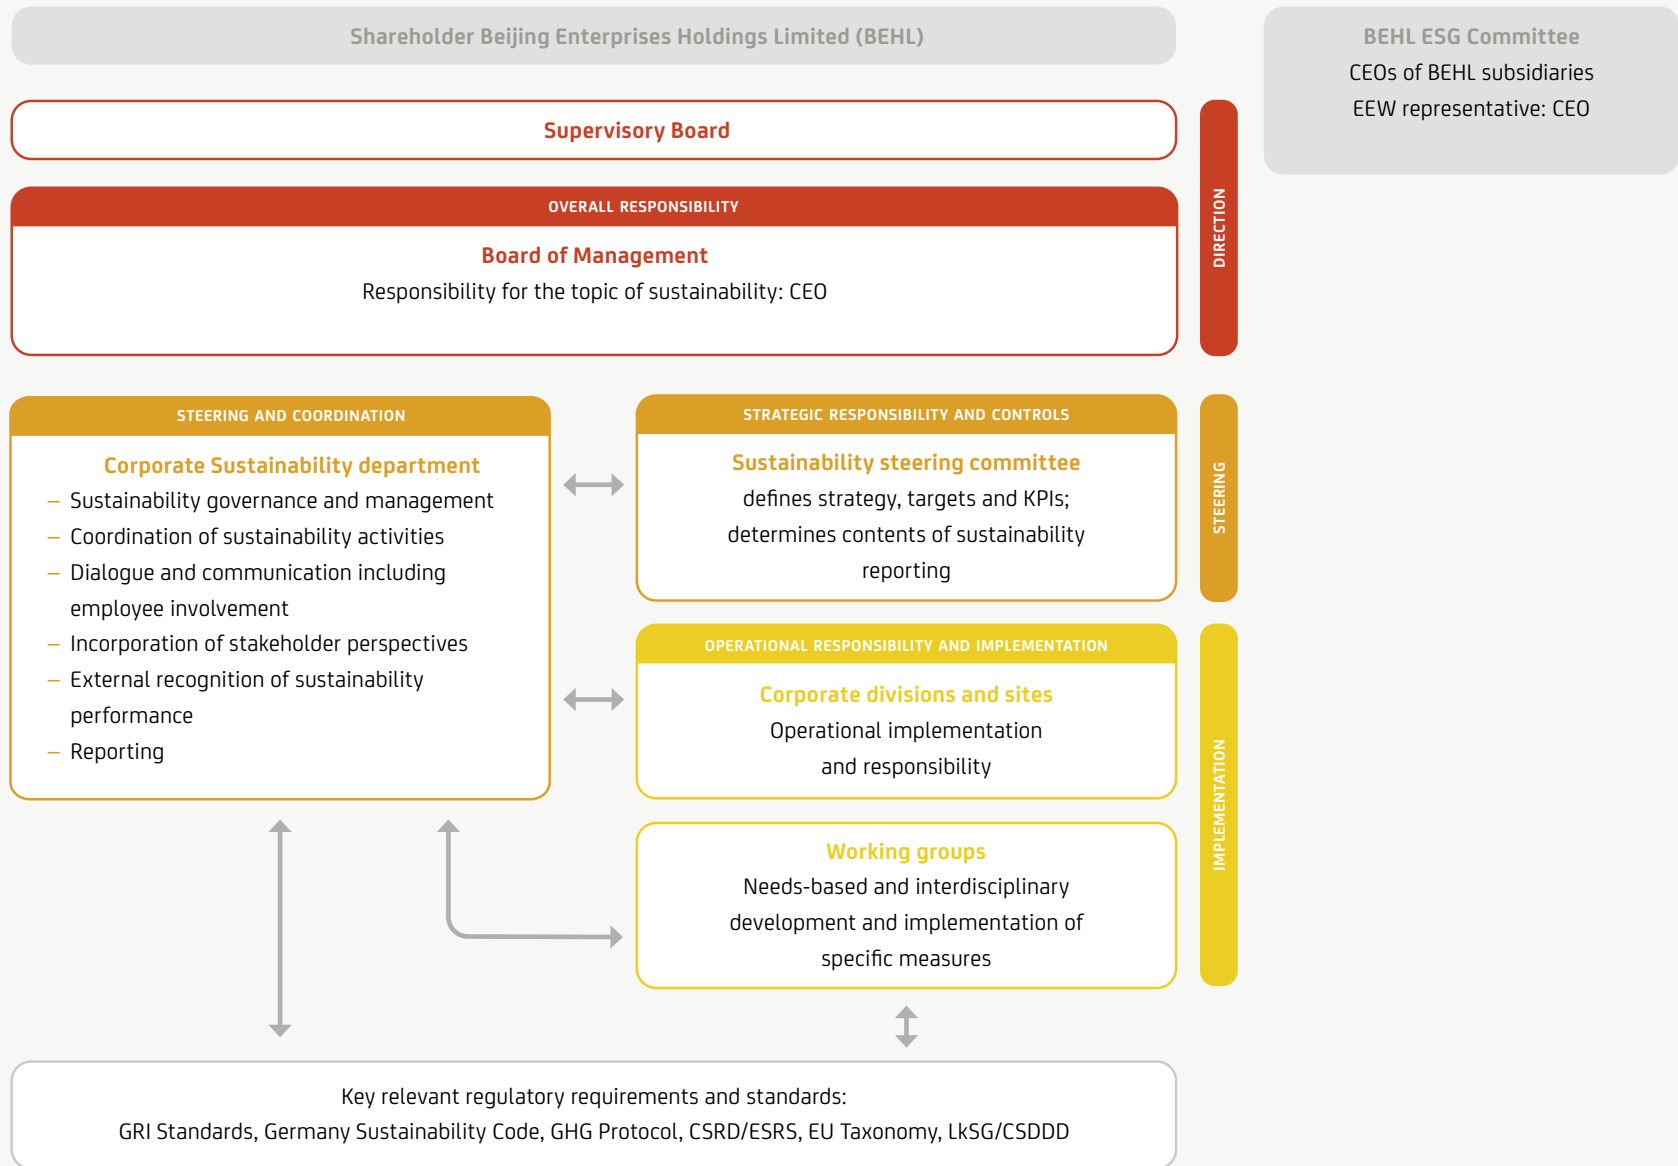 Shareholder Beijing Enterprises Holdings Limited (BEHL)
BEHL ESG Committee
CEOs of BEHL subsidiaries
EEW representative: CEO
Supervisory Board
OVERALL RESPONSIBILITY
Board of Management
Responsibility for the topic of sustainability: CEO
DIRECTION
STEERING AND COORDINATION
Corporate Sustainability department
– Sustainability governance and management
– Coordination of sustainability activities
– Dialogue and communication including
employee involvement
– Incorporation of stakeholder perspectives
– External recognition of sustainability
performance
– Reporting
STRATEGIC RESPONSIBILITY AND CONTROLS
Sustainability steering committee
defines strategy, targets and KPIs;
determines contents of sustainability
reporting
STEERING
OPERATIONAL RESPONSIBILITY AND IMPLEMENTATION
Corporate divisions and sites
Operational implementation
and responsibility
Working groups
Needs-based and interdisciplinary
development and implementation of
specific measures
IMPLEMENTATION
Key relevant regulatory requirements and standards:
GRI Standards, Germany Sustainability Code, GHG Protocol, CSRD/ESRS, EU Taxonomy, LkSG/CSDDD